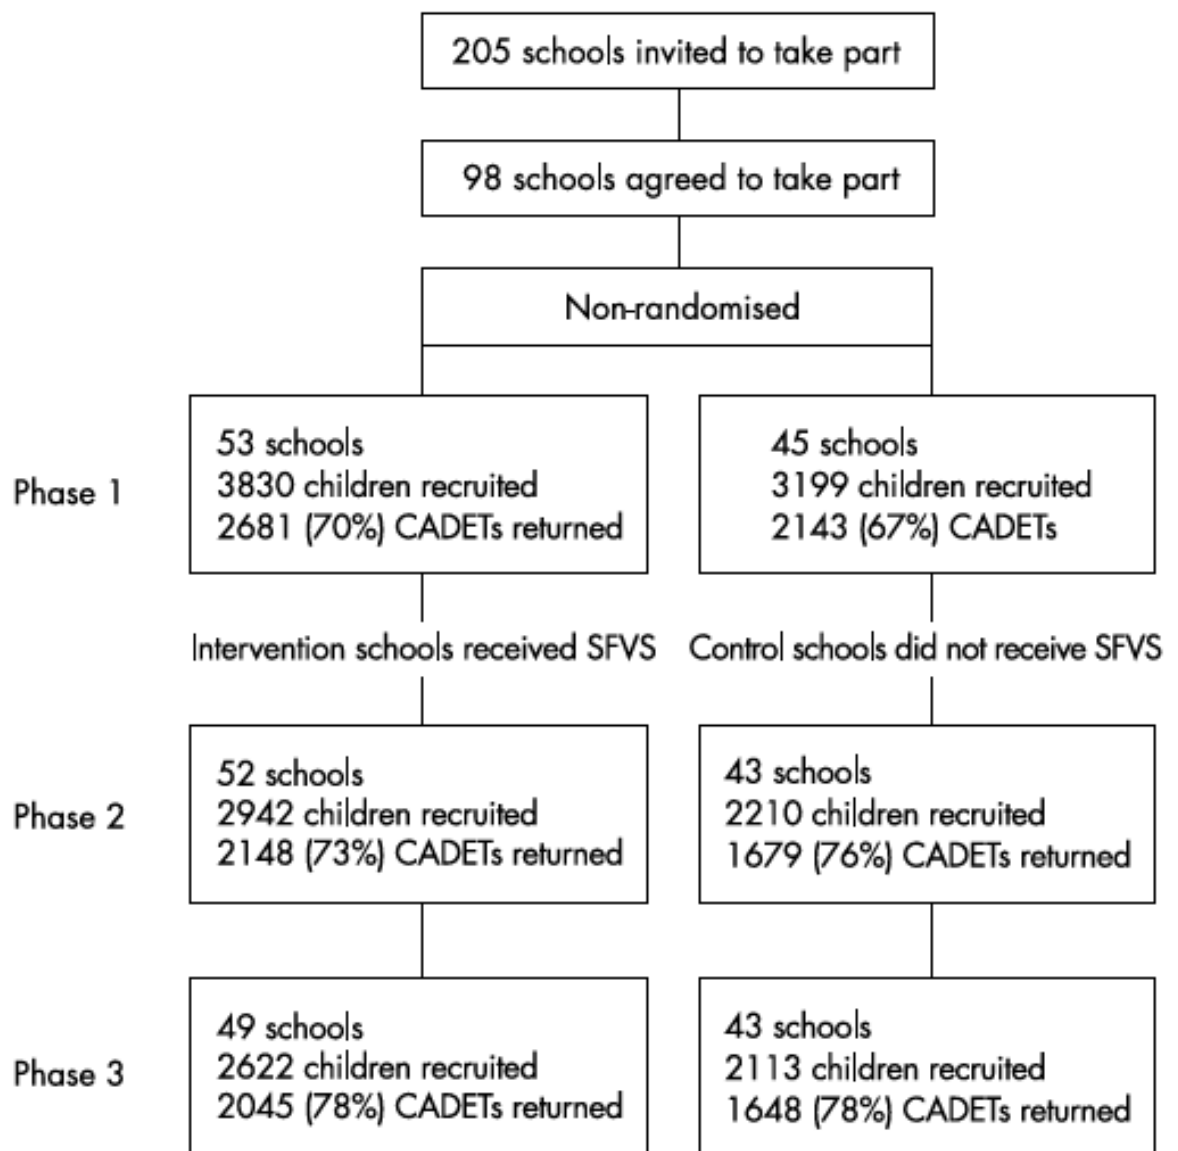 205 schools invited to take part
98 schools agreed to take part
Non-randomised
Phase 1
53 schools
3830 children recruited
2681 (70%) CADETs returned
45 schools
3199 children recruited
2143 (67%) CADETs
Intervention schools received SFVS
Control schools did not receive SFVS
Phase 2
52 schools
2942 children recruited
2148 (73%) CADETs returned
43 schools
2210 children recruited
1679 (76%) CADETs returned
Phase 3
49 schools
2622 children recruited
2045 (78%) CADETs returned
43 schools
2113 children recruited
1648 (78%) CADETs returned